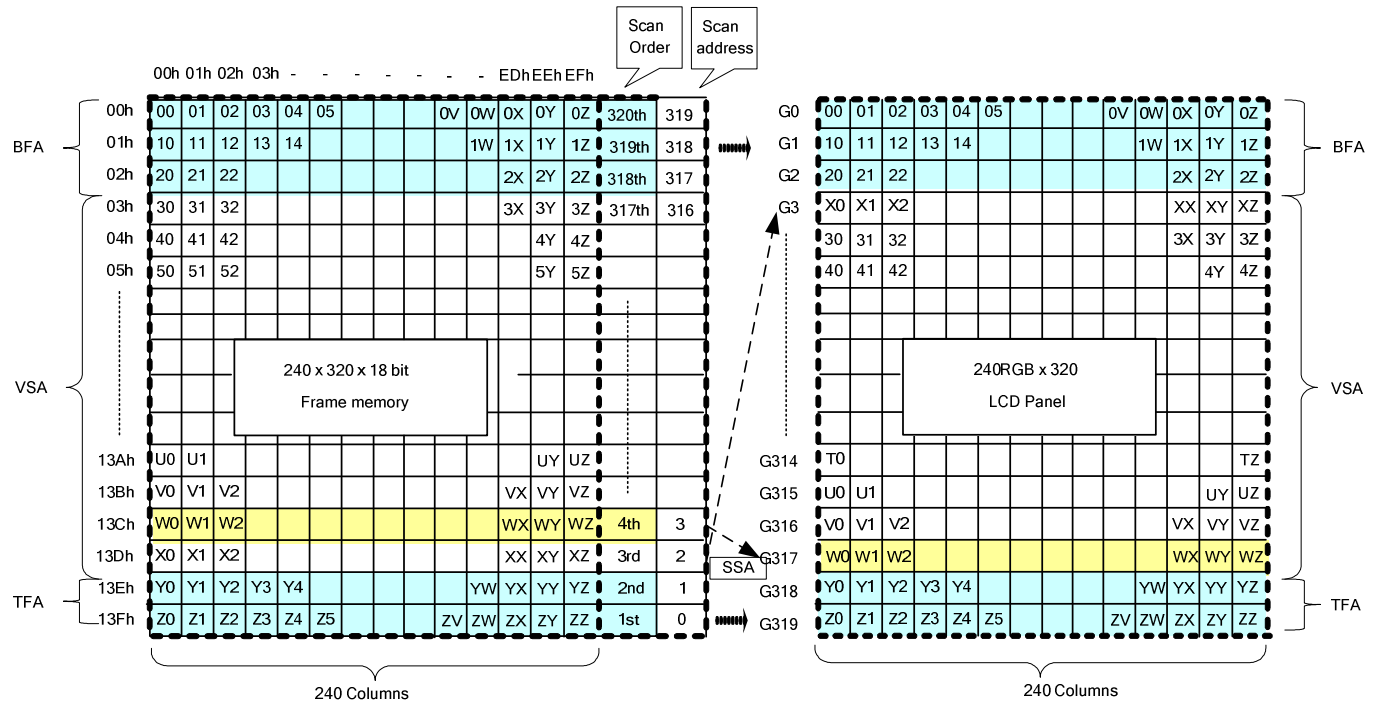 Scan Order
Scan address
00h 01h 02h 03h - - - - - - - EDh EEh EFh
00h 00 01 02 03 04 05 0V 0W 0X 0Y 0Z 320th 319 G0 00 01 02 03 04 05 0V 0W 0X 0Y 0Z
BFA 01h 10 11 12 13 14 1W 1X 1Y 1Z 319th 318 G1 10 11 12 13 14 1W 1X 1Y 1Z BFA
02h 20 21 22 2X 2Y 2Z 318th 317 G2 20 21 22 2X 2Y 2Z
03h 30 31 32 3X 3Y 3Z 317th 316 G3 X0 X1 X2 XX XY XZ
04h 40 41 42 4Y 4Z 30 31 32 3X 3Y 3Z
05h 50 51 52 5Y 5Z 40 41 42 4Y 4Z
240 x 320 x 18 bit 240RGB x 320
VSA VSA
Frame memory LCD Panel
13Ah U0 U1 UY UZ G314 T0 TZ
13Bh V0 V1 V2 VX VY VZ G315 U0 U1 UY UZ
13Ch W0 W1 W2 WX WY WZ 4th 3 G316 V0 V1 V2 VX VY VZ
13Dh X0 X1 X2 XX XY XZ 3rd 2 G317 W0 W1 W2 WX WY WZ
SSA
13Eh Y0 Y1 Y2 Y3 Y4 YW YX YY YZ 2nd 1 G318 Y0 Y1 Y2 Y3 Y4 YW YX YY YZ
TFA TFA
13Fh Z0 Z1 Z2 Z3 Z4 Z5 ZV ZW ZX ZY ZZ 1st 0 G319 Z0 Z1 Z2 Z3 Z4 Z5 ZV ZW ZX ZY ZZ
240 Columns 240 Columns